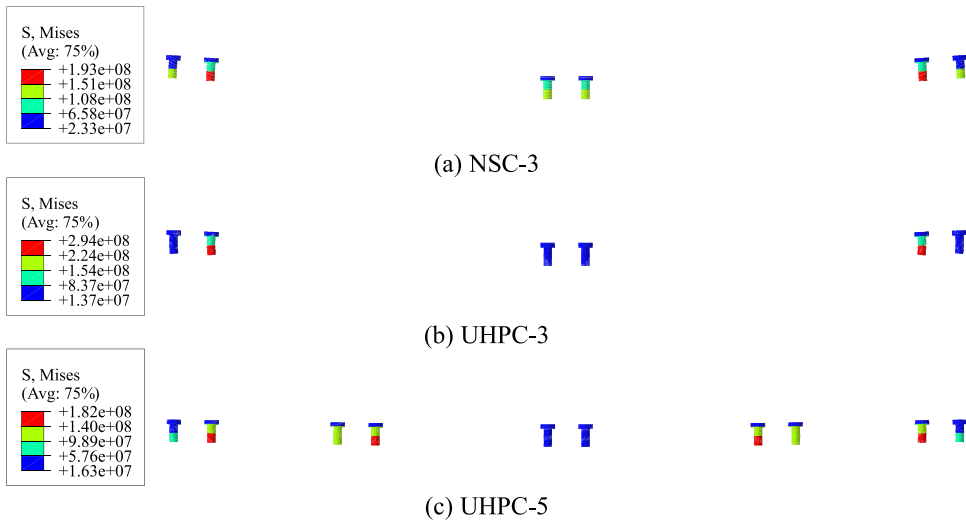 S, Mises
(Avg: 75%)
+1.93e+08
+1.51e+08
+1.08e+08
+6.58e+07
+2.33e+07
(a) NSC-3
S, Mises
(Avg: 75%)
+2.94e+08
+2.24e+08
+1.54e+08
+8.37e+07
+1.37e+07
(b) UHPC-3
S, Mises
(Avg: 75%)
+1.82e+08
+1.40e+08
+9.89e+07
+5.76e+07
+1.63e+07
(c) UHPC-5